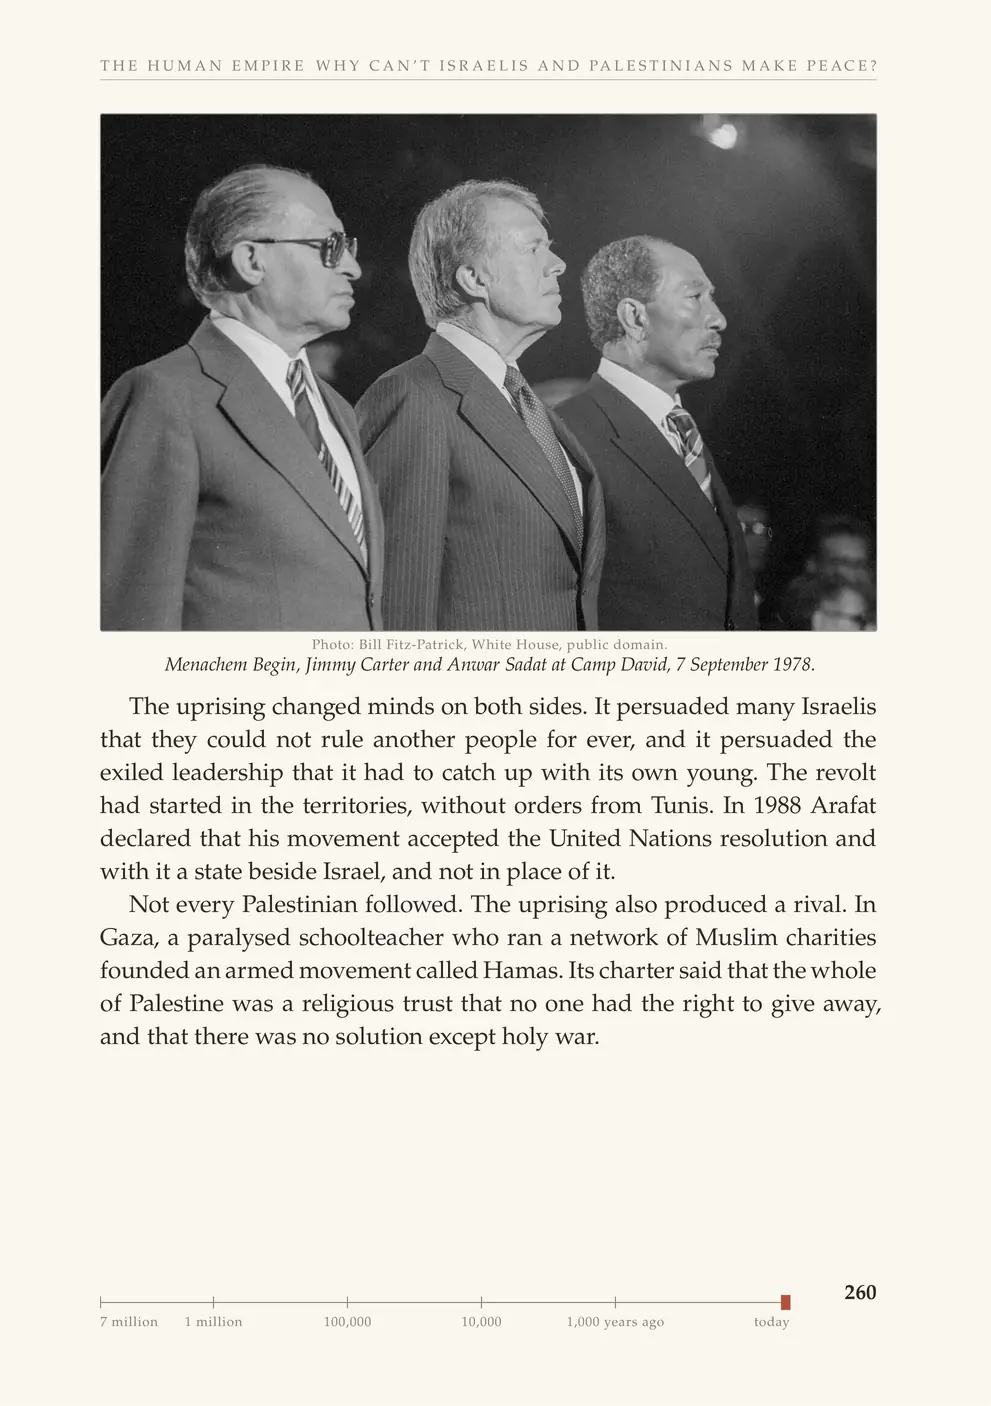 THE HUMAN EMPIRE WHY CAN'T ISRAELIS AND PALESTINIANS MAKE PEACE?
Photo: Bill Fitz-Patrick, White House, public domain.
Menachem Begin, Jimmy Carter and Anwar Sadat at Camp David, 7 September 1978.
The uprising changed minds on both sides. It persuaded many Israelis
that they could not rule another people for ever, and it persuaded the
exiled leadership that it had to catch up with its own young. The revolt
had started in the territories, without orders from Tunis. In 1988 Arafat
declared that his movement accepted the United Nations resolution and
with it a state beside Israel, and not in place of it.
Not every Palestinian followed. The uprising also produced a rival. In
Gaza, a paralysed schoolteacher who ran a network of Muslim charities
founded an armed movement called Hamas. Its charter said that the whole
of Palestine was a religious trust that no one had the right to give away,
and that there was no solution except holy war.
260
7 million 1 million 100,000 10,000 1,000 years ago today